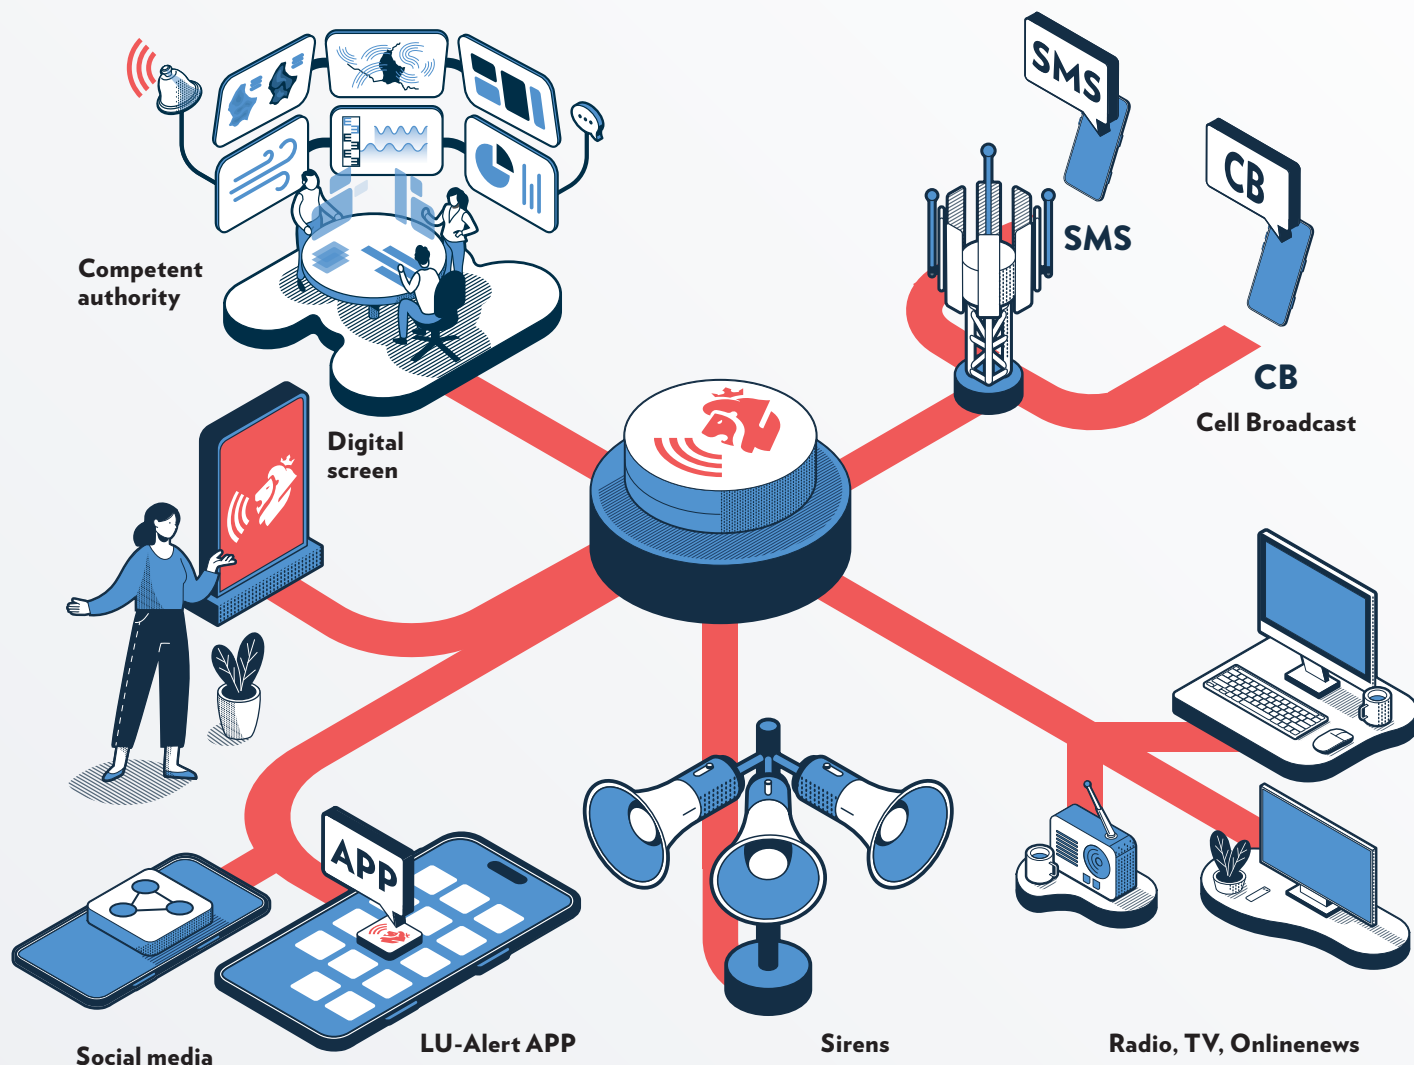 SMS
CB
SMS
Competent
authority
CB
Cell Broadcast
Digital
screen
APP
LU-Alert APP
Sirens
Radio, TV, Onlinenews
Social media